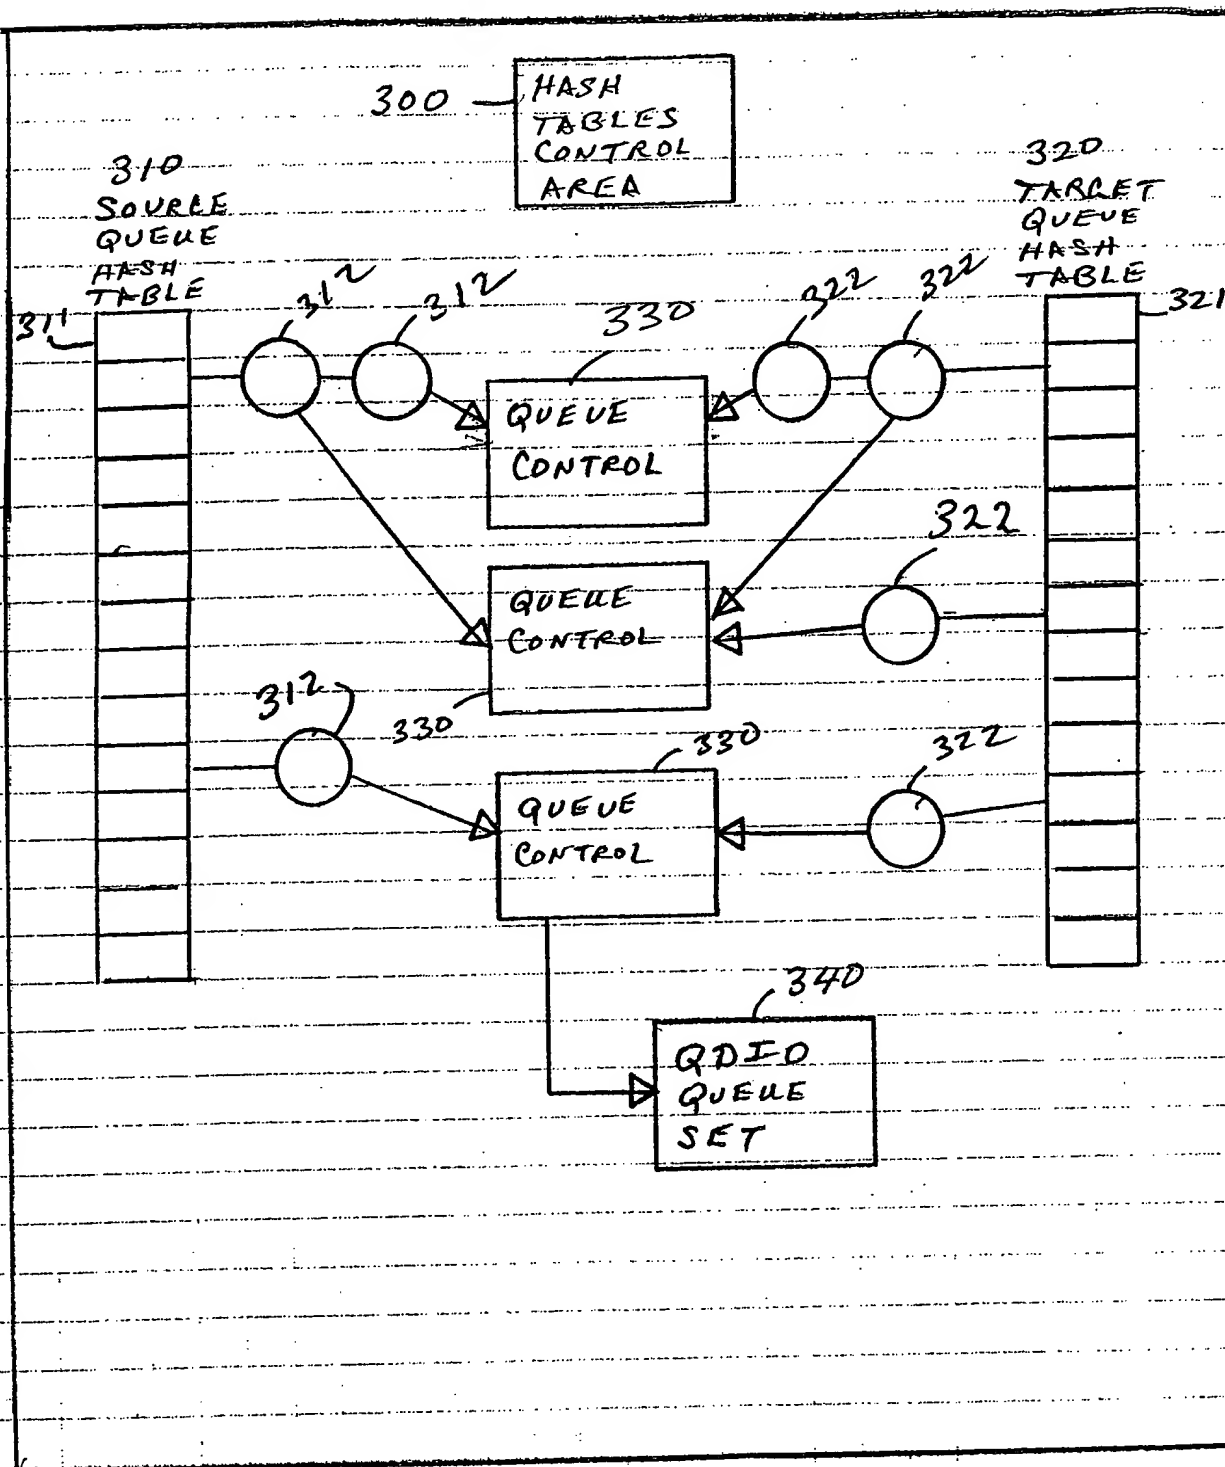 300
HASH
TABLES
CONTROL
AREA
310
SOURCE
QUEUE
HASH
TABLE
320
TARGET
QUEUE
HASH
TABLE
311
312
312
330
322
322
321
QUEUE
CONTROL
322
QUEUE
CONTROL
312
330
330
322
QUEUE
CONTROL
340
QDIO
QUEUE
SET